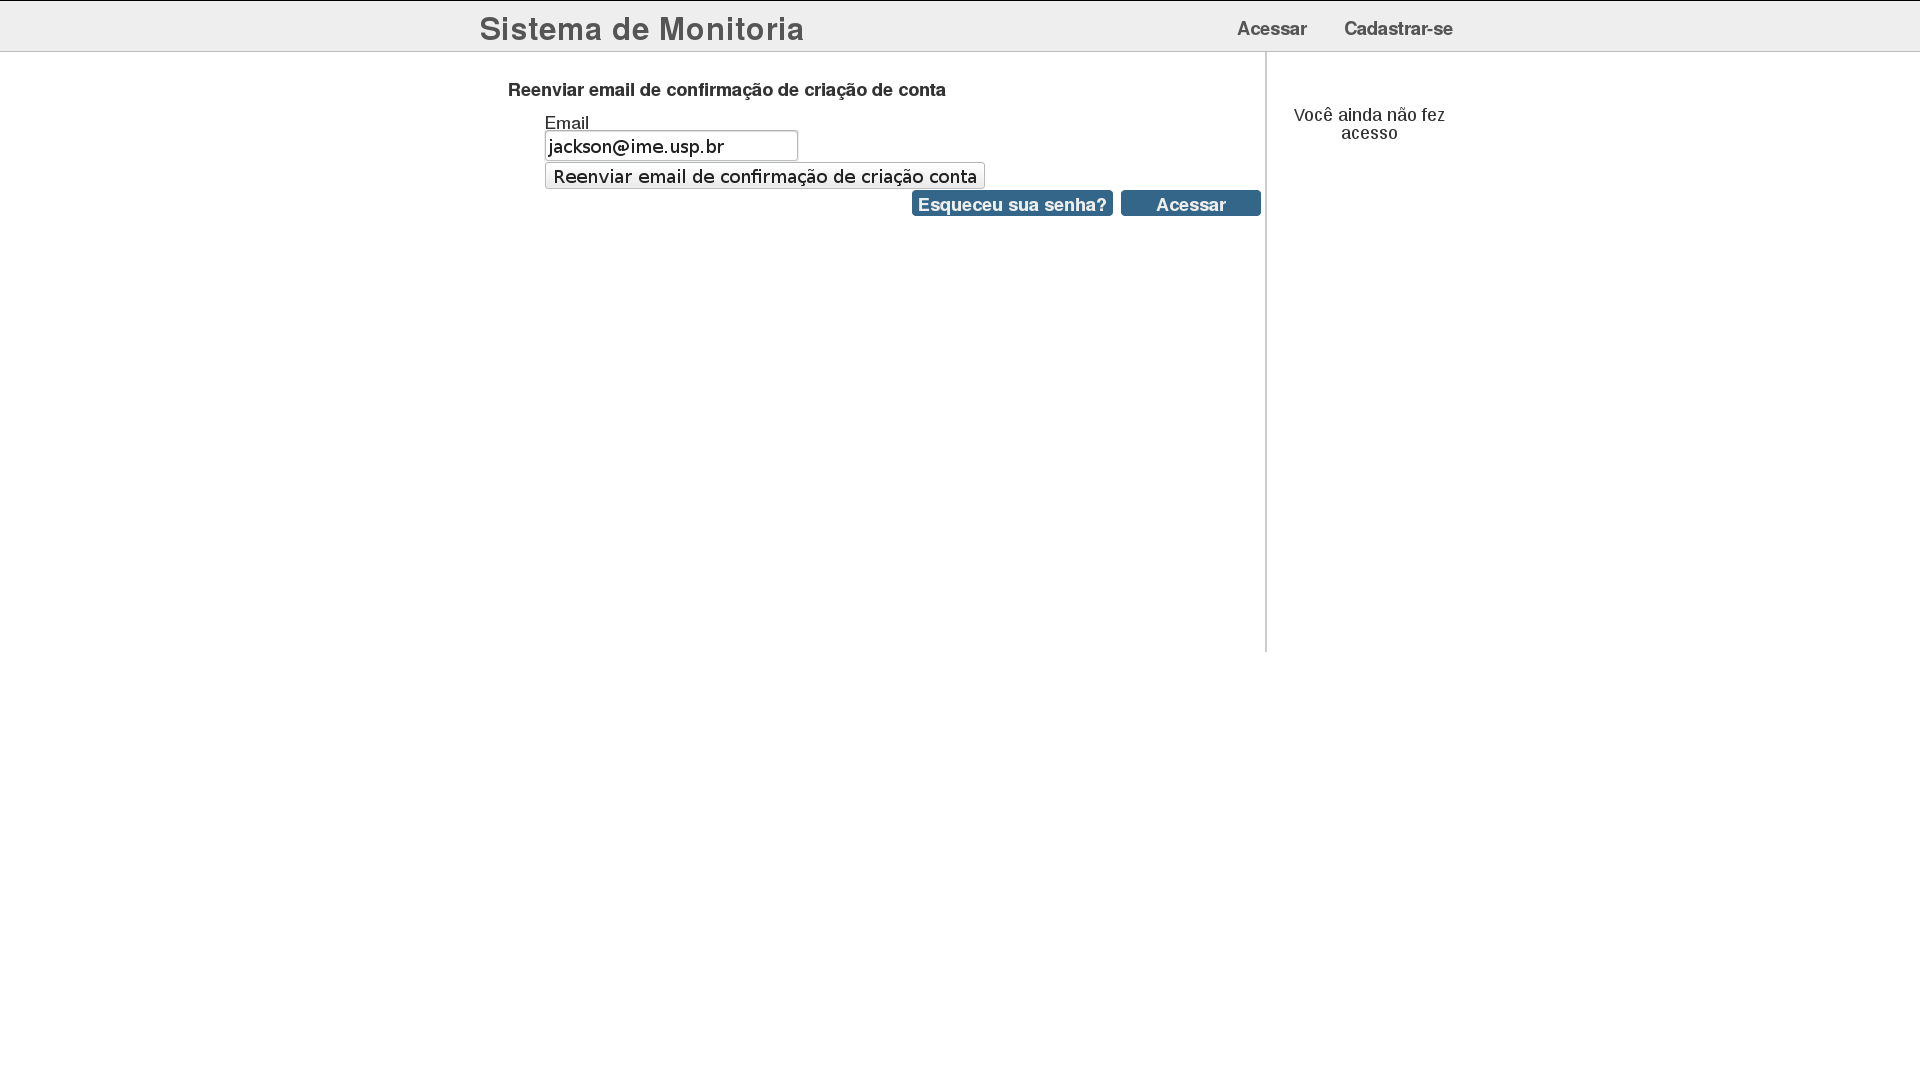 Sistema de Monitoria
Acessar
Cadastrar-se
Reenviar email de confirmação de criação de conta
Email
jackson@ime.usp.br
Reenviar email de confirmação de criação conta
Esqueceu sua senha?
Acessar
Você ainda não fez
acesso